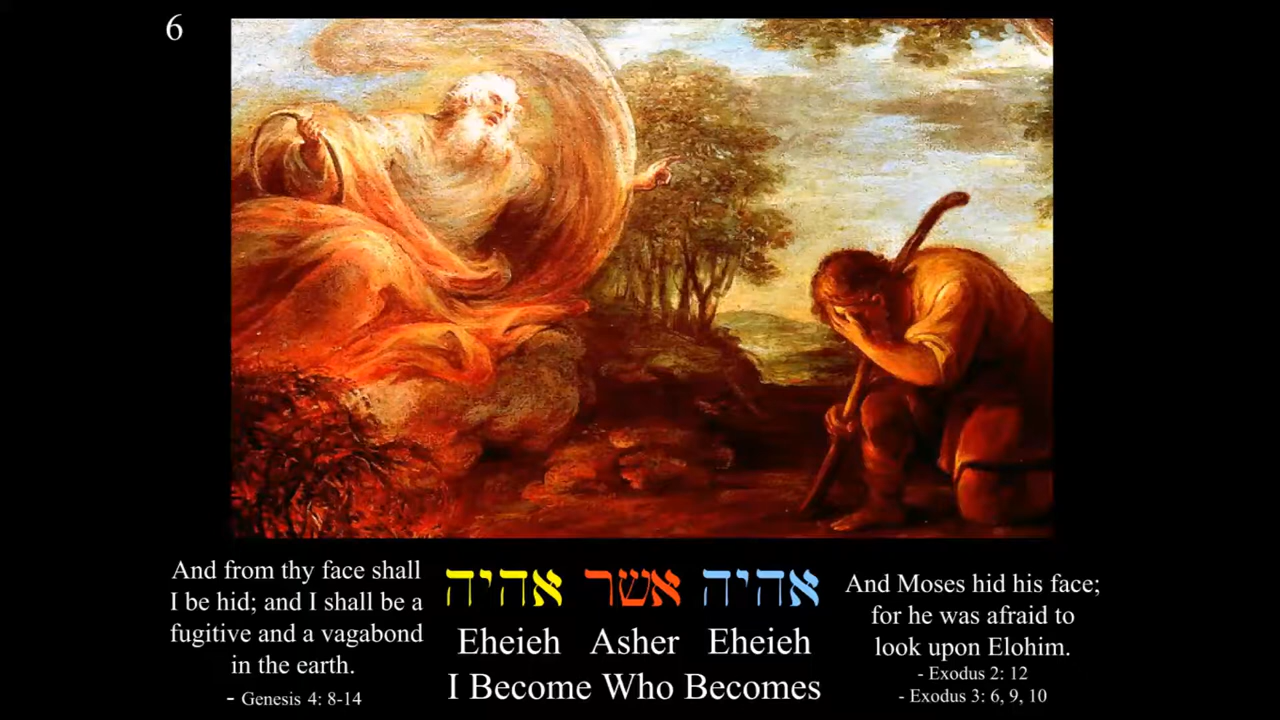 6
And from thy face shall
I be hid; and I shall be a
fugitive and a vagabond
in the earth.
- Genesis 4: 8-14
אהיה אשר אהיה
Eheieh Asher Eheieh
I Become Who Becomes
And Moses hid his face;
for he was afraid to
look upon Elohim.
- Exodus 2: 12
- Exodus 3: 6, 9, 10